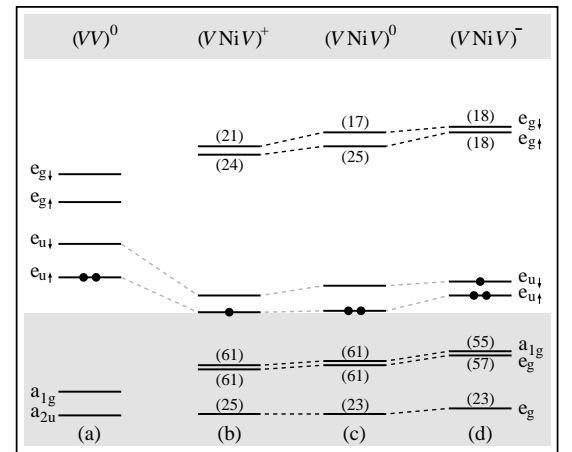 (VV)⁰ (VNiV)⁺ (VNiV)⁰ (VNiV)⁻
(21) (17) (18) e_g↓
(24) (25) (18) e_g↑
e_g↓
e_g↑
e_u↓
e_u↑
e_u↓
e_u↑
(61) (61) (55) a_1g
(61) (61) (57) e_g
a_1g
(25) (23) (23) e_g
a_2u
(a) (b) (c) (d)